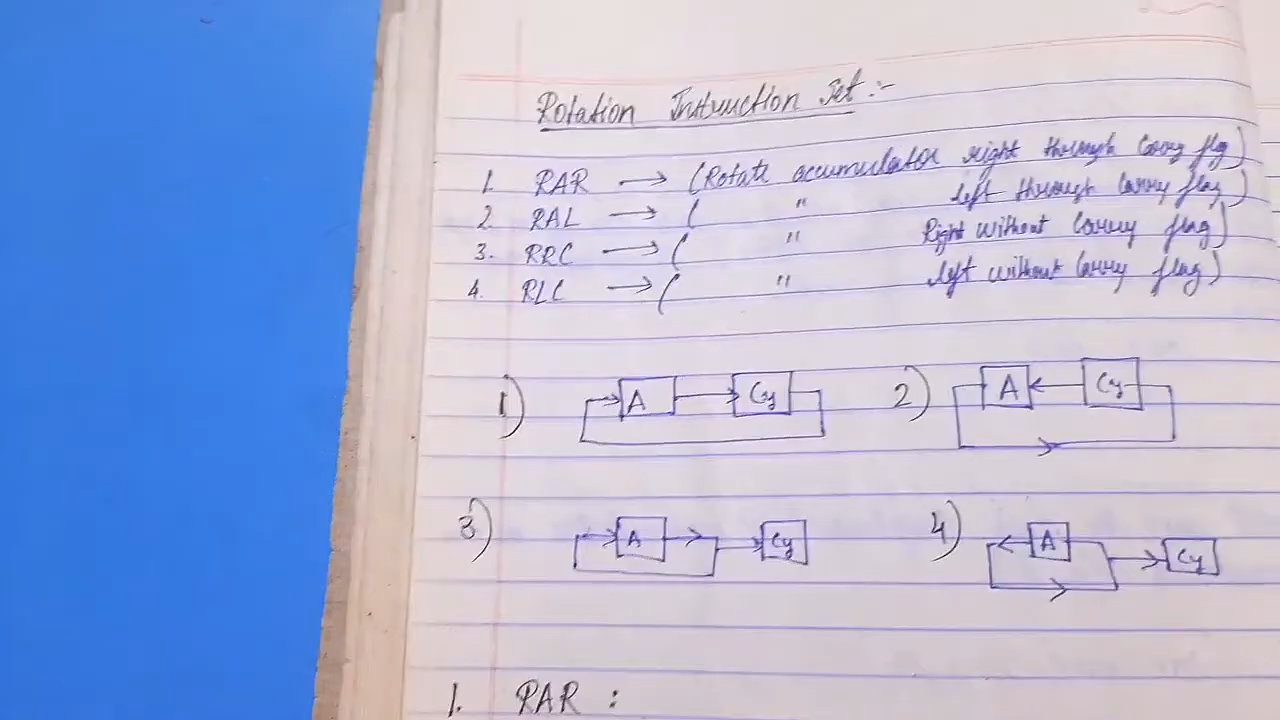 Rotation Instruction Set :-
1. RAR → (Rotate accumulator right through Carry flg)
2. RAL → ( " left through Carry flag)
3. RRC → ( " Right without Carry flag)
4. RLC → ( " left without Carry flag)
1) A Cy 2) A Cy
3) A Cy 4) A Cy
1. RAR :